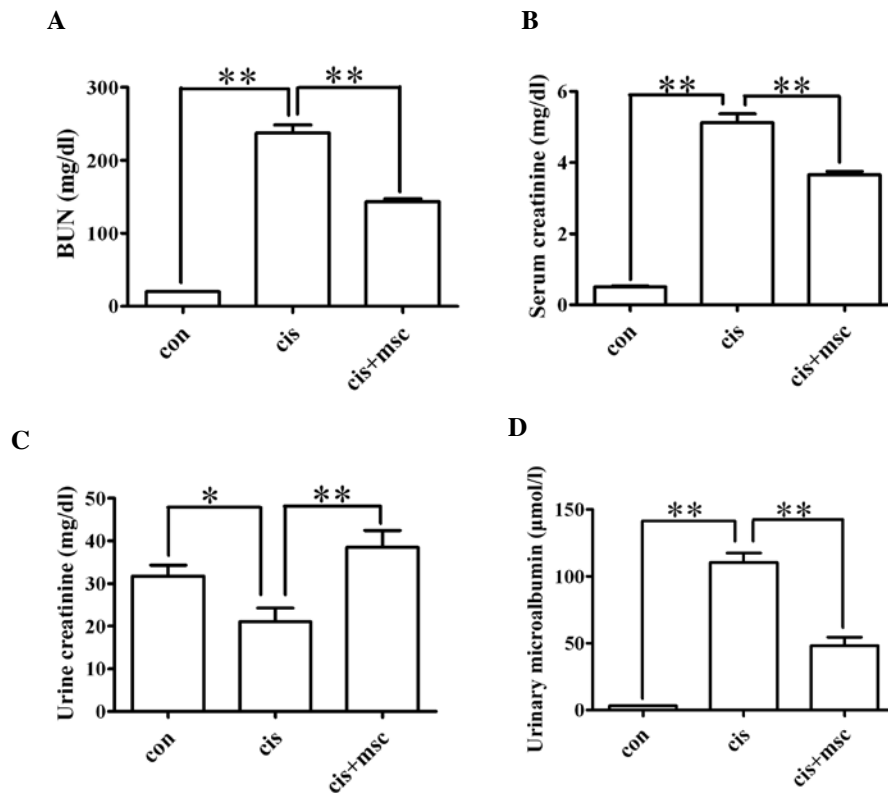 A
BUN (mg/dl)
300
200
100
0
** **
con cis cis+msc
B
Serum creatinine (mg/dl)
6
4
2
0
** **
con cis cis+msc
C
Urine creatinine (mg/dl)
50
40
30
20
10
0
* **
con cis cis+msc
D
Urinary microalbumin (μmol/l)
150
100
50
0
** **
con cis cis+msc